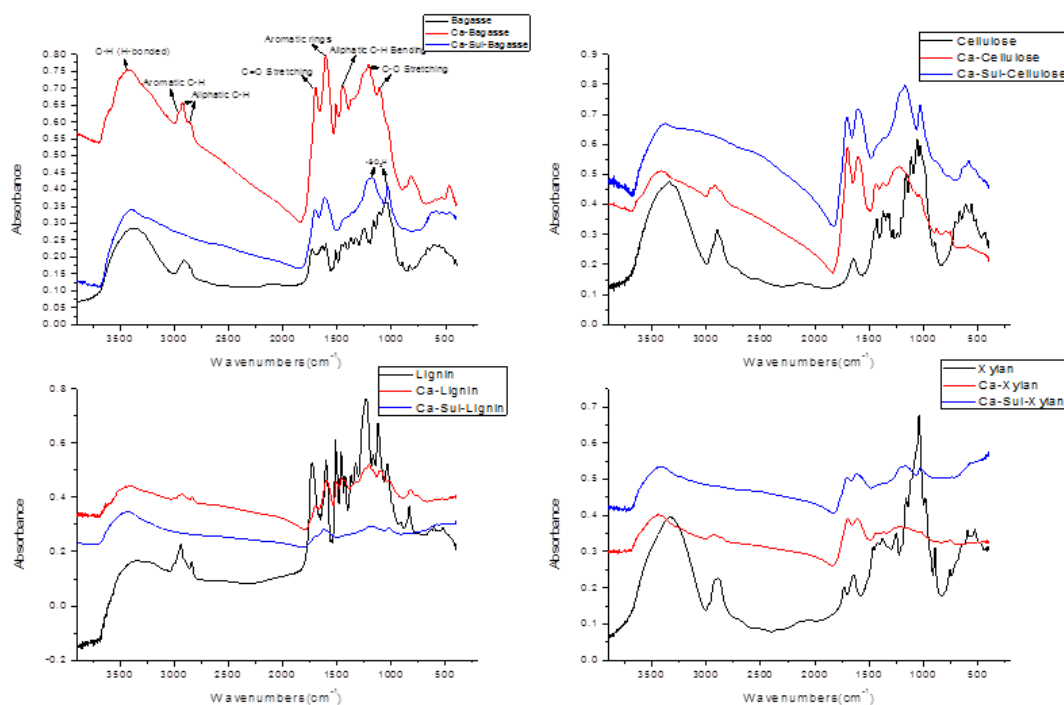 Bagasse
Ca-Bagasse
Ca-Sul-Bagasse
O-H (H-bonded)
Aromatic rings
Aliphatic C-H Bending
C=O Stretching
C-O Stretching
Aromatic C-H
Aliphatic C-H
-SO₃H
Absorbance
0.80
0.75
0.70
0.65
0.60
0.55
0.50
0.45
0.40
0.35
0.30
0.25
0.20
0.15
0.10
0.05
0.00
3500 3000 2500 2000 1500 1000 500
Wavenumbers(cm⁻¹)
Cellulose
Ca-Cellulose
Ca-Sul-Cellulose
Absorbance
0.9
0.8
0.7
0.6
0.5
0.4
0.3
0.2
0.1
0.0
3500 3000 2500 2000 1500 1000 500
Wavenumbers(cm⁻¹)
Lignin
Ca-Lignin
Ca-Sul-Lignin
Absorbance
0.8
0.6
0.4
0.2
0.0
-0.2
3500 3000 2500 2000 1500 1000 500
Wavenumbers(cm⁻¹)
Xylan
Ca-Xylan
Ca-Sul-Xylan
Absorbance
0.7
0.6
0.5
0.4
0.3
0.2
0.1
0.0
3500 3000 2500 2000 1500 1000 500
Wavenumbers(cm⁻¹)